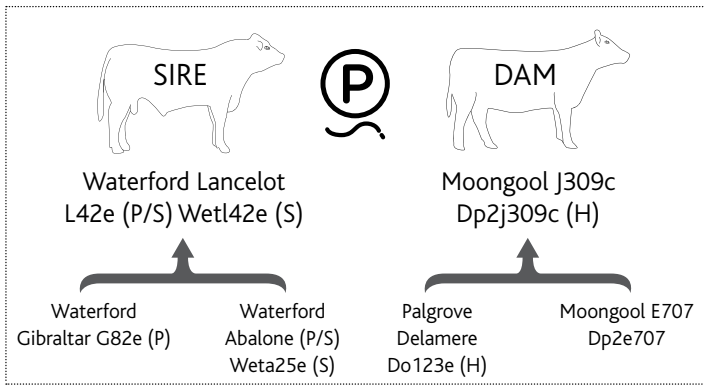 SIRE
P
DAM
Waterford Lancelot
L42e (P/S) Wetl42e (S)
Moongool J309c
Dp2j309c (H)
Waterford
Gibraltar G82e (P)
Waterford
Abalone (P/S)
Weta25e (S)
Palgrove
Delamere
Do123e (H)
Moongool E707
Dp2e707